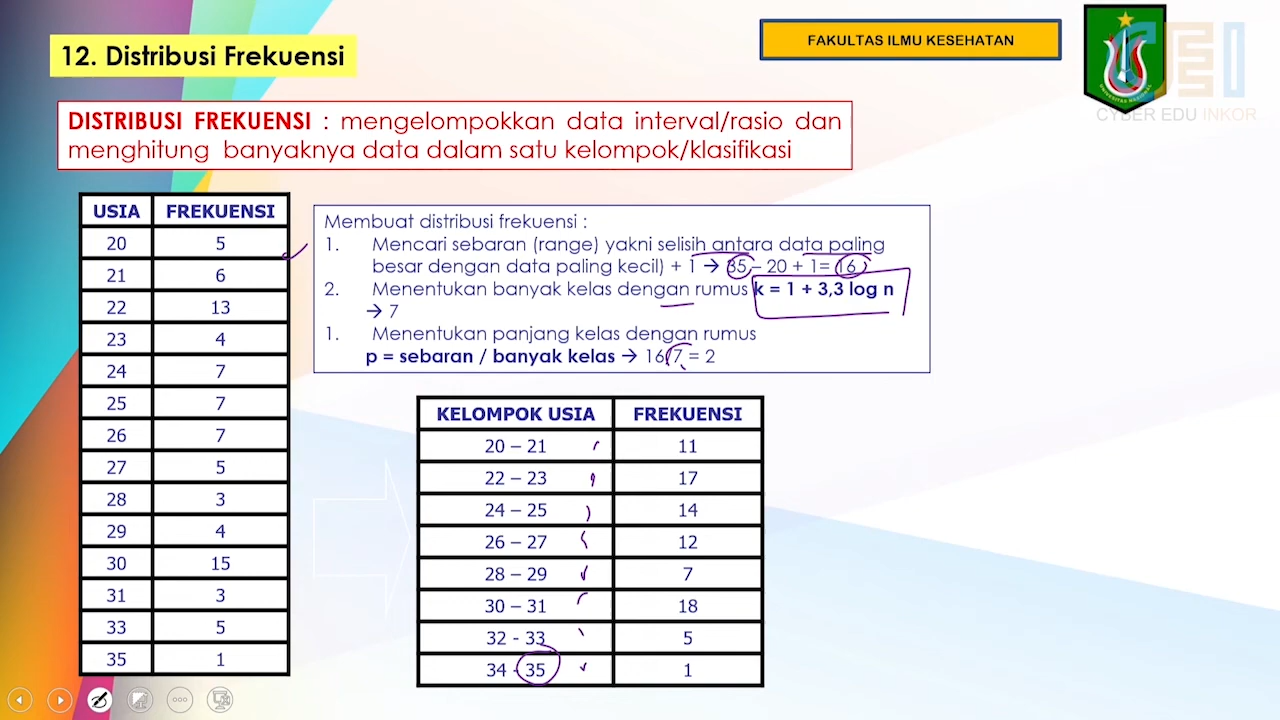 12. Distribusi Frekuensi
FAKULTAS ILMU KESEHATAN
UNIVERSITAS NASIONAL
CEI
CYBER EDU INKOR
DISTRIBUSI FREKUENSI : mengelompokkan data interval/rasio dan
menghitung banyaknya data dalam satu kelompok/klasifikasi
USIA FREKUENSI
20 5
21 6
22 13
23 4
24 7
25 7
26 7
27 5
28 3
29 4
30 15
31 3
33 5
35 1
Membuat distribusi frekuensi :
1. Mencari sebaran (range) yakni selisih antara data paling
besar dengan data paling kecil) + 1 → 35 – 20 + 1= 16
2. Menentukan banyak kelas dengan rumus k = 1 + 3,3 log n
→ 7
1. Menentukan panjang kelas dengan rumus
p = sebaran / banyak kelas → 16/7 = 2
KELOMPOK USIA FREKUENSI
20 – 21 11
22 – 23 17
24 – 25 14
26 – 27 12
28 – 29 7
30 – 31 18
32 - 33 5
34 - 35 1